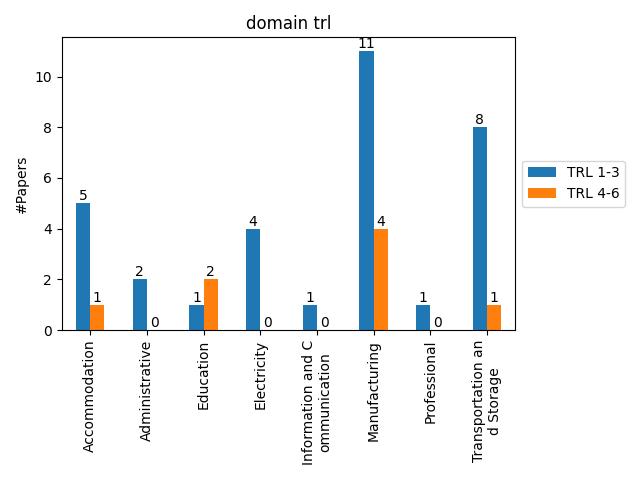 domain trl
#Papers
10
8
6
4
2
0
5
1
2
0
1
2
4
0
1
0
11
4
1
0
8
1
TRL 1-3
TRL 4-6
Accommodation
Administrative
Education
Electricity
Information and C
ommunication
Manufacturing
Professional
Transportation an
d Storage